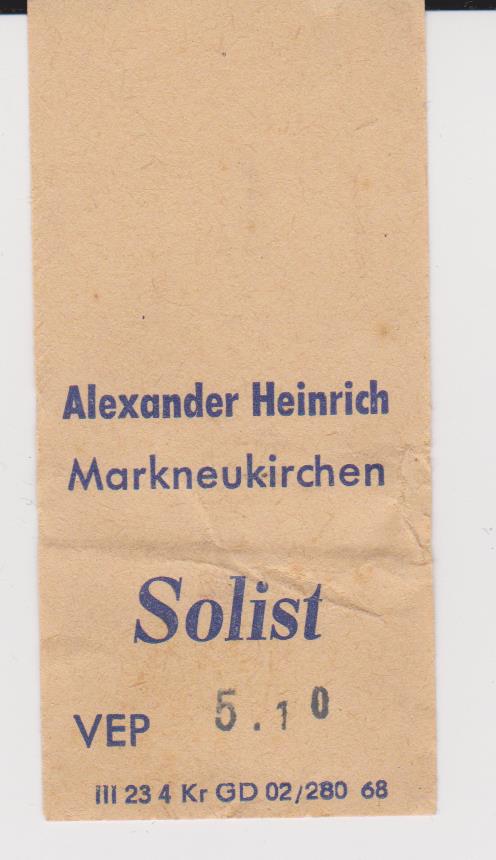 Alexander Heinrich
Markneukirchen
Solist
VEP 5.10
III 23 4 Kr GD 02/280 68